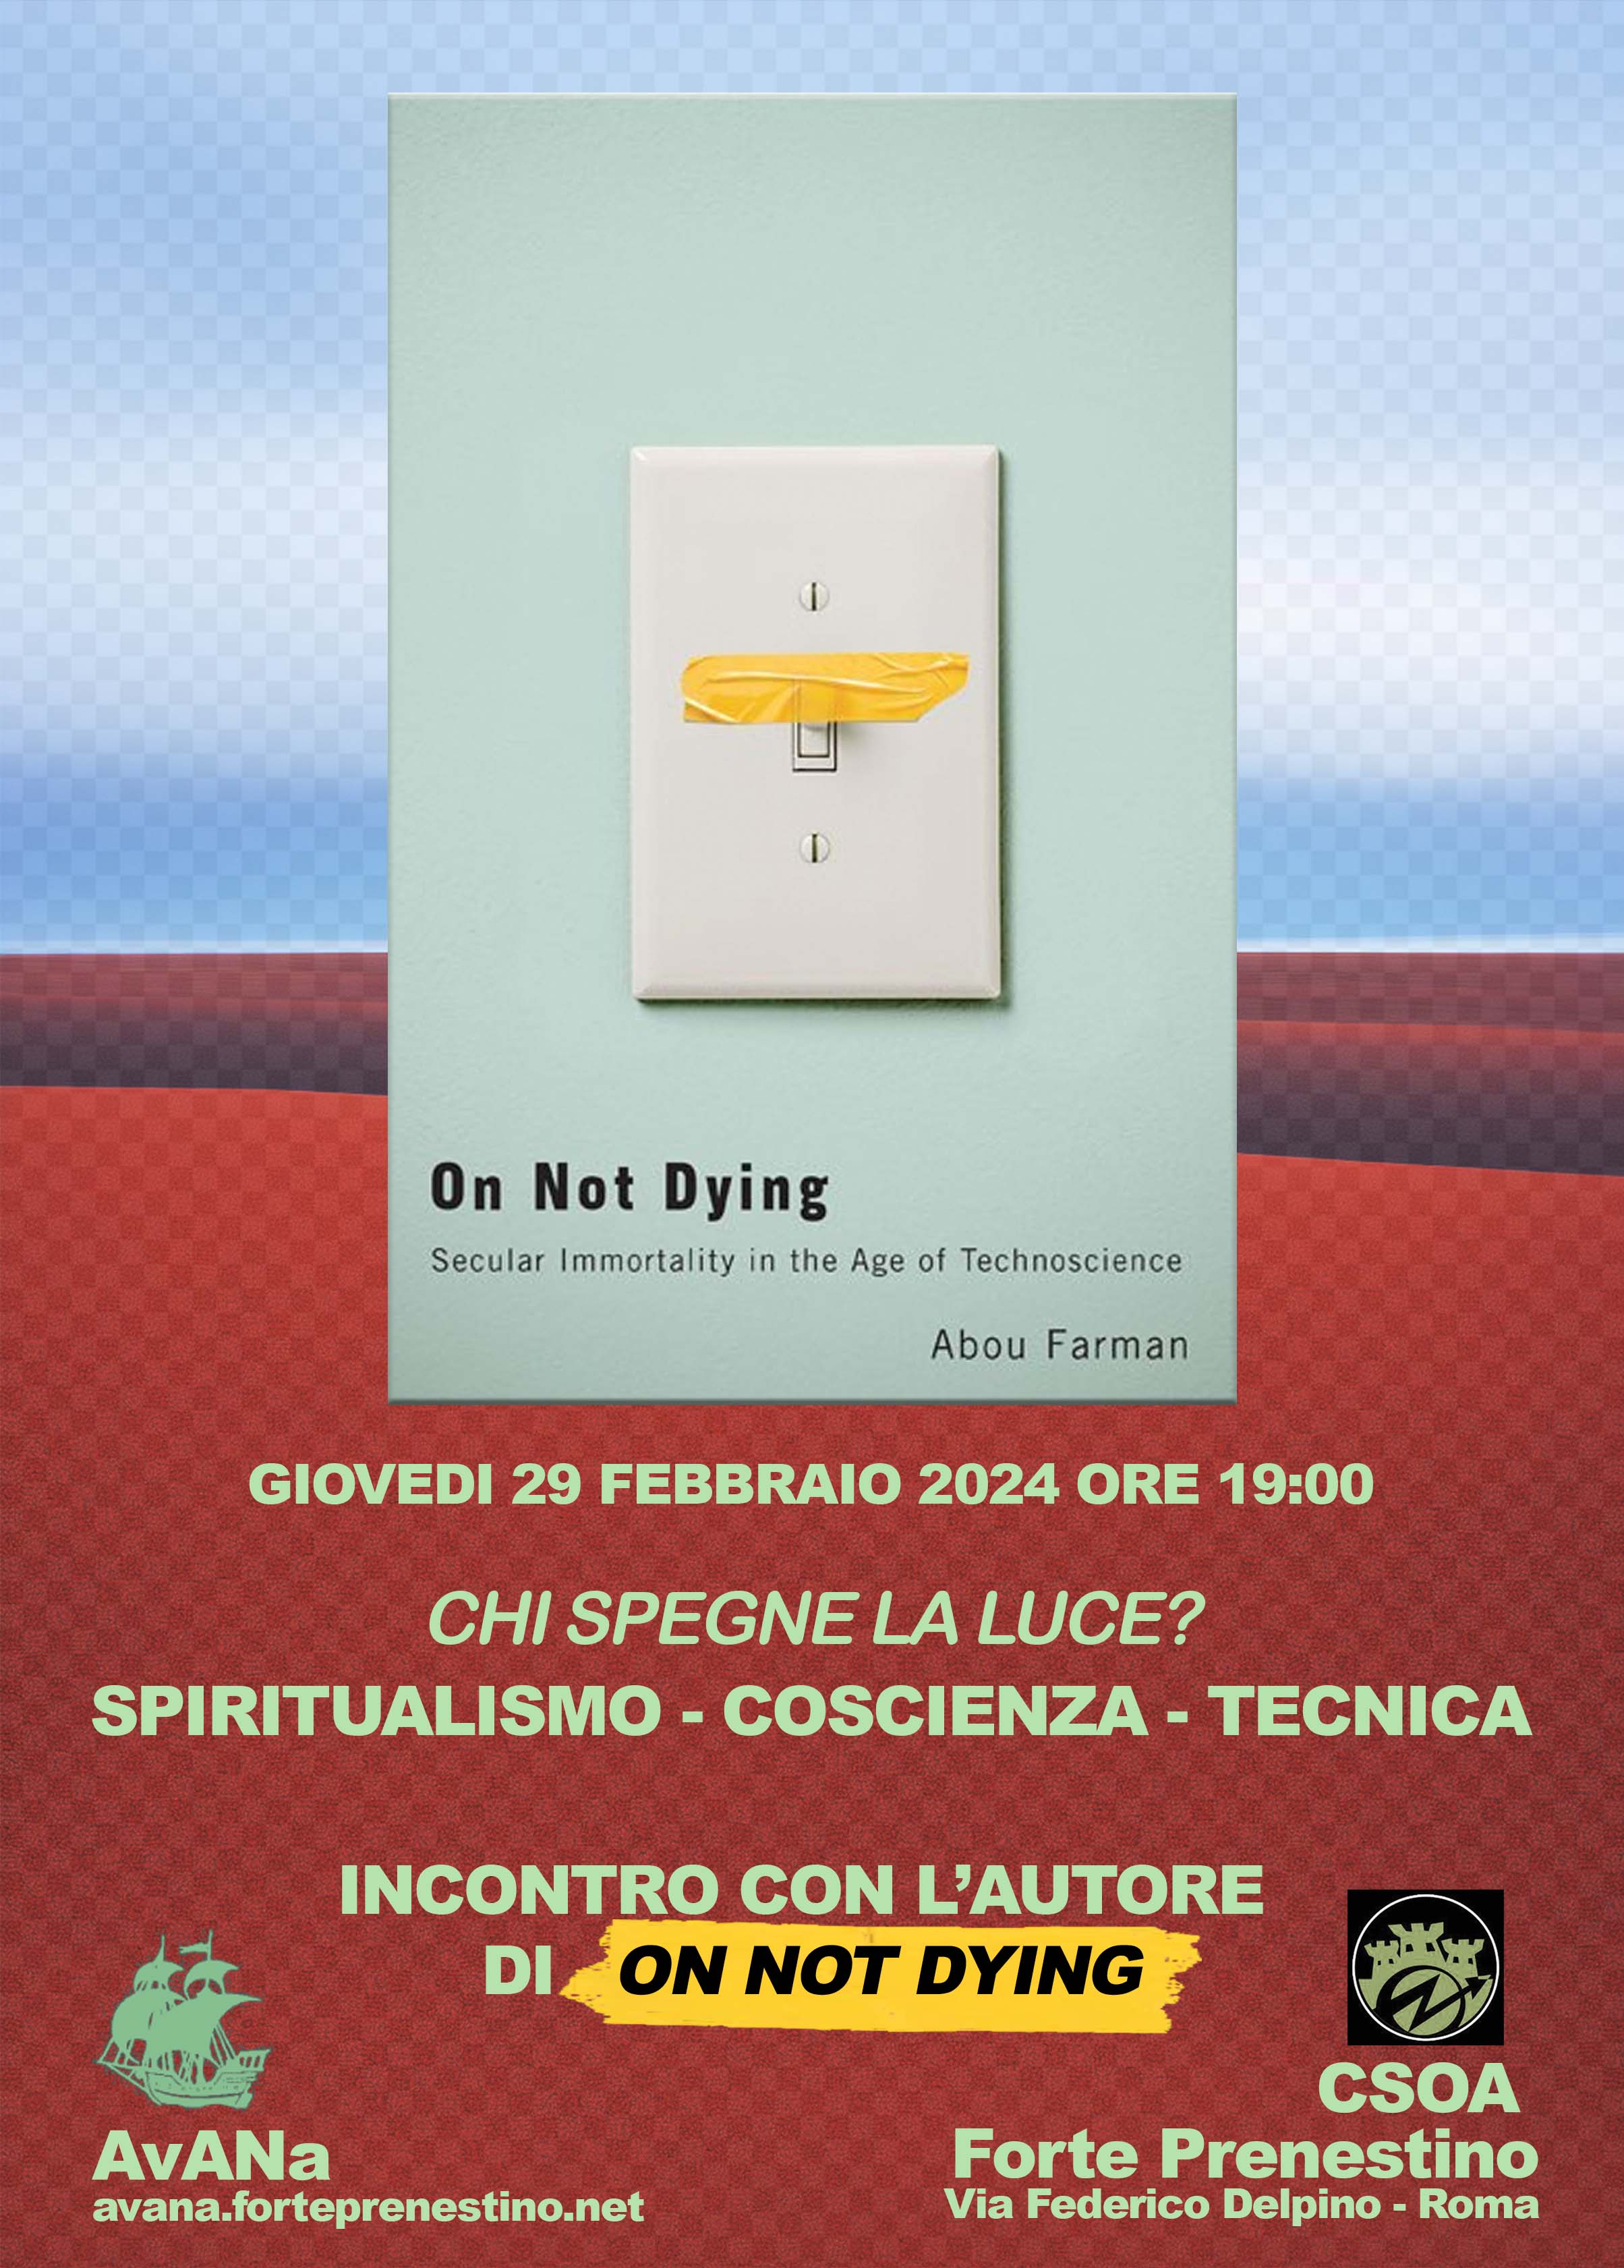 On Not Dying
Secular Immortality in the Age of Technoscience
Abou Farman
GIOVEDI 29 FEBBRAIO 2024 ORE 19:00
CHI SPEGNE LA LUCE?
SPIRITUALISMO - COSCIENZA - TECNICA
INCONTRO CON L’AUTORE
DI ON NOT DYING
AvANa
avana.forteprenestino.net
CSOA
Forte Prenestino
Via Federico Delpino - Roma